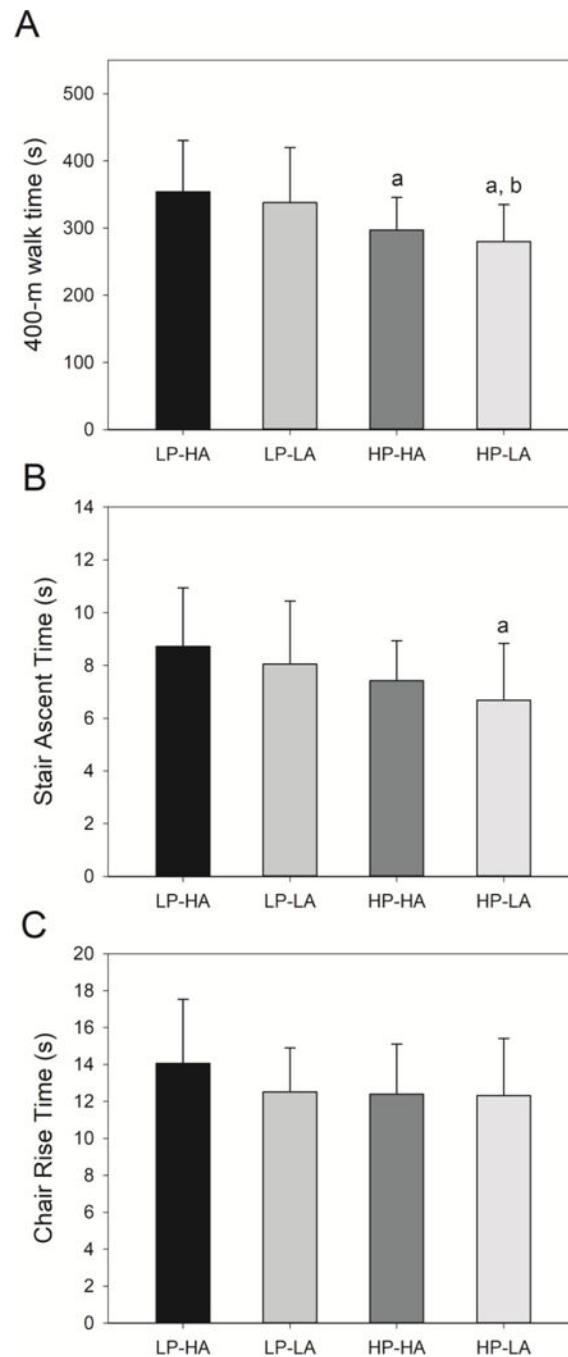 A
400-m walk time (s)
500
400
300
200
100
0
a
a, b
LP-HA LP-LA HP-HA HP-LA
B
Stair Ascent Time (s)
14
12
10
8
6
4
2
0
a
LP-HA LP-LA HP-HA HP-LA
C
Chair Rise Time (s)
20
18
16
14
12
10
8
6
4
2
0
LP-HA LP-LA HP-HA HP-LA